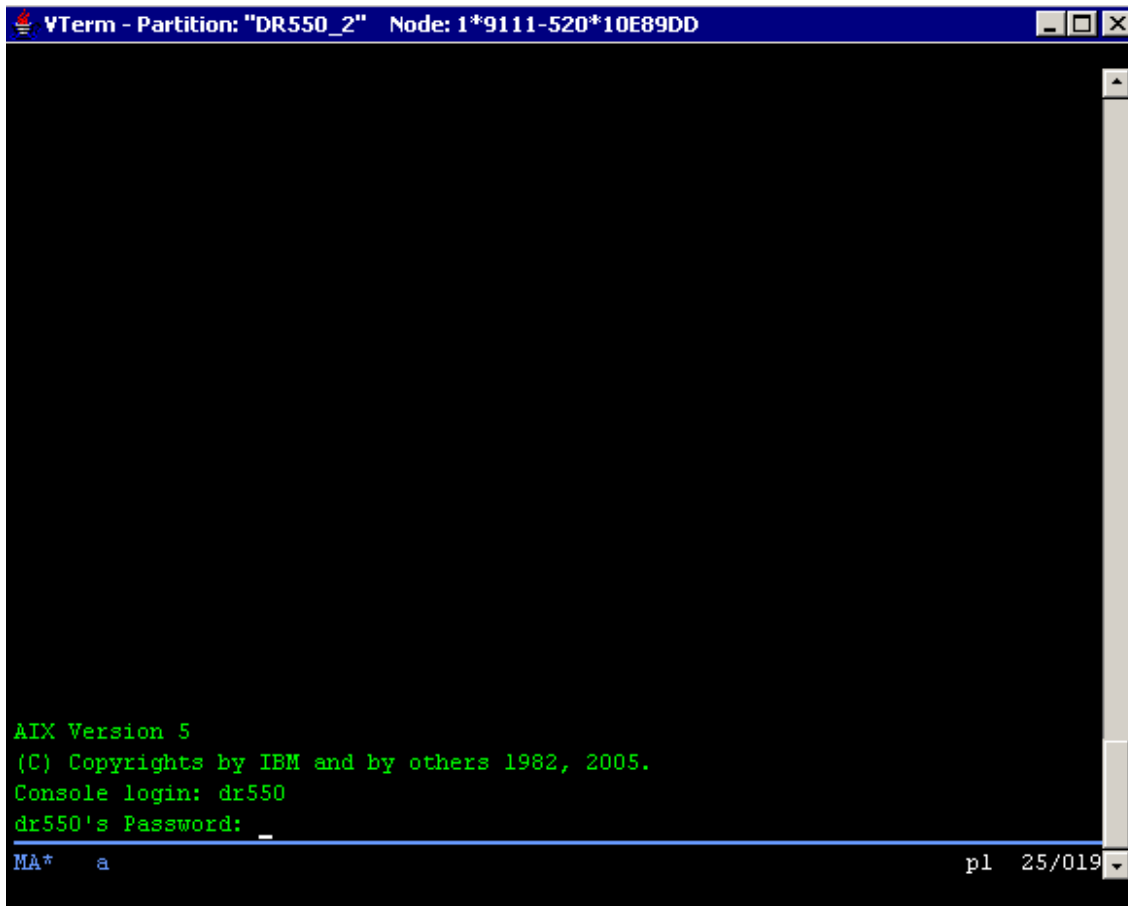 VTerm - Partition: "DR550_2" Node: 1*9111-520*10E89DD
AIX Version 5
(C) Copyrights by IBM and by others 1982, 2005.
Console login: dr550
dr550's Password: _
MA* a pl 25/019